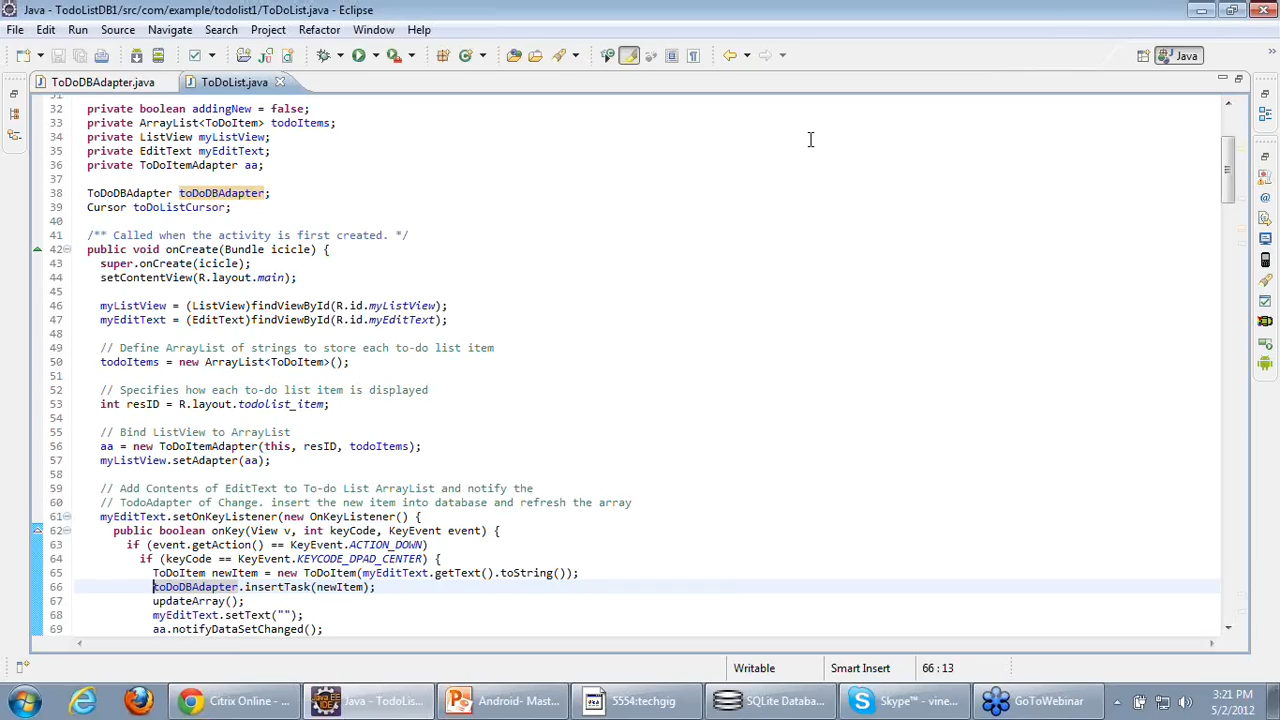 Java - TodoListDB1/src/com/example/todolist1/ToDoList.java - Eclipse
File Edit Run Source Navigate Search Project Refactor Window Help
Java
ToDoDBAdapter.java ToDoList.java
31
32 private boolean addingNew = false;
33 private ArrayList<ToDoItem> todoItems;
34 private ListView myListView;
35 private EditText myEditText;
36 private ToDoItemAdapter aa;
37
38 ToDoDBAdapter toDoDBAdapter;
39 Cursor toDoListCursor;
40
41 /** Called when the activity is first created. */
42 public void onCreate(Bundle icicle) {
43 super.onCreate(icicle);
44 setContentView(R.layout.main);
45
46 myListView = (ListView)findViewById(R.id.myListView);
47 myEditText = (EditText)findViewById(R.id.myEditText);
48
49 // Define ArrayList of strings to store each to-do list item
50 todoItems = new ArrayList<ToDoItem>();
51
52 // Specifies how each to-do list item is displayed
53 int resID = R.layout.todolist_item;
54
55 // Bind ListView to ArrayList
56 aa = new ToDoItemAdapter(this, resID, todoItems);
57 myListView.setAdapter(aa);
58
59 // Add Contents of EditText to To-do List ArrayList and notify the
60 // TodoAdapter of Change. insert the new item into database and refresh the array
61 myEditText.setOnKeyListener(new OnKeyListener() {
62 public boolean onKey(View v, int keyCode, KeyEvent event) {
63 if (event.getAction() == KeyEvent.ACTION_DOWN)
64 if (keyCode == KeyEvent.KEYCODE_DPAD_CENTER) {
65 ToDoItem newItem = new ToDoItem(myEditText.getText().toString());
66 toDoDBAdapter.insertTask(newItem);
67 updateArray();
68 myEditText.setText("");
69 aa.notifyDataSetChanged();
Writable Smart Insert 66 : 13
Citrix Online - ... Java - TodoList... Android- Mast... 5554:techgig SQLite Databa... Skype™ - vine... GoToWebinar 3:21 PM
5/2/2012